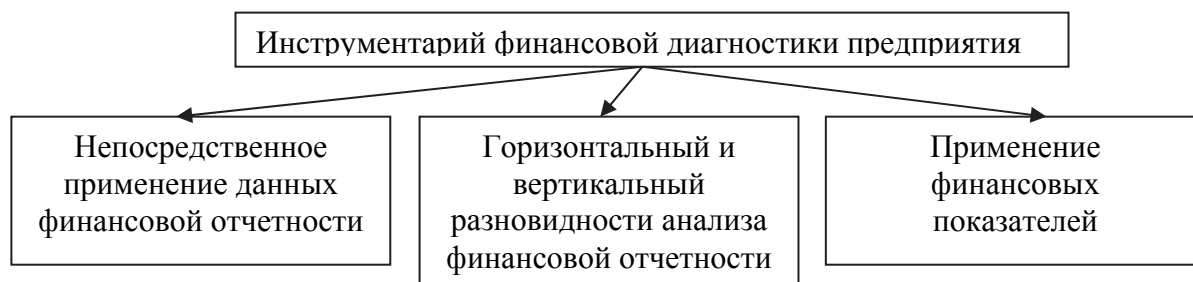 Инструментарий финансовой диагностики предприятия
Непосредственное
применение данных
финансовой отчетности
Горизонтальный и
вертикальный
разновидности анализа
финансовой отчетности
Применение
финансовых
показателей